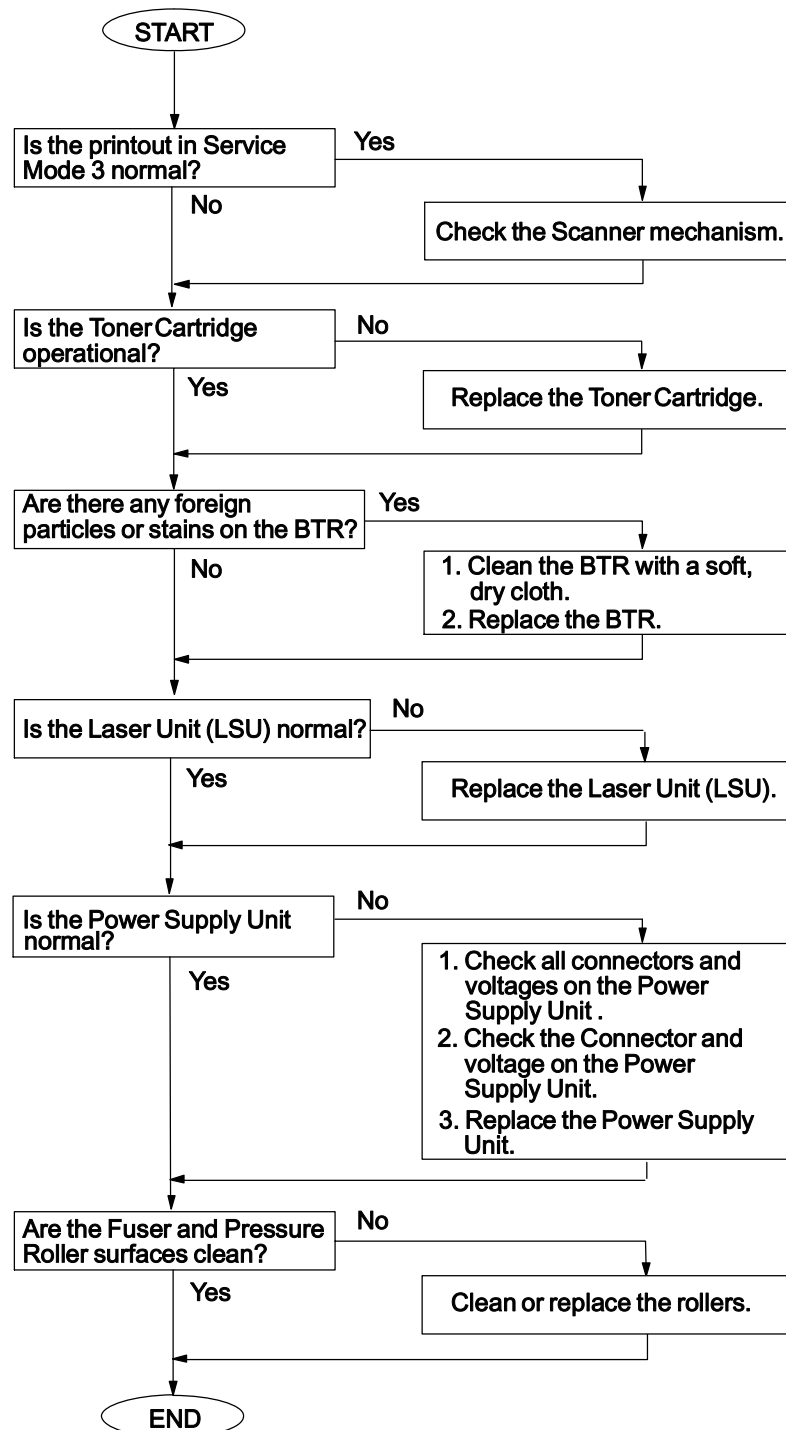 START
Is the printout in Service
Mode 3 normal?
Yes
No
Check the Scanner mechanism.
Is the Toner Cartridge
operational?
No
Yes
Replace the Toner Cartridge.
Are there any foreign
particles or stains on the BTR?
Yes
No
1. Clean the BTR with a soft,
dry cloth.
2. Replace the BTR.
Is the Laser Unit (LSU) normal?
No
Yes
Replace the Laser Unit (LSU).
Is the Power Supply Unit
normal?
No
Yes
1. Check all connectors and
voltages on the Power
Supply Unit .
2. Check the Connector and
voltage on the Power
Supply Unit.
3. Replace the Power Supply
Unit.
Are the Fuser and Pressure
Roller surfaces clean?
No
Yes
Clean or replace the rollers.
END